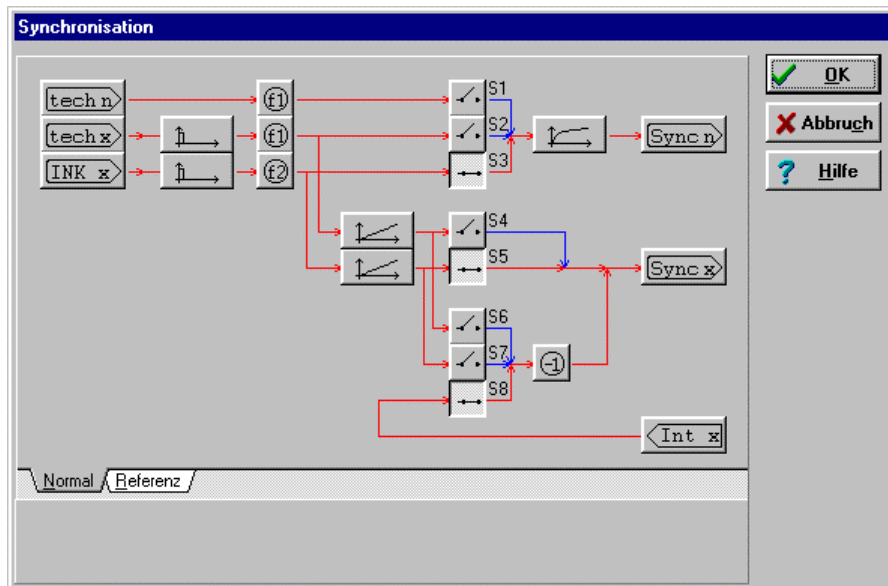 Synchronisation
tech n
f1
S1
tech x
f1
S2
Sync n
INK x
f2
S3
S4
S5
Sync x
S6
S7
-1
S8
Int x
Normal
Referenz
OK
Abbruch
Hilfe